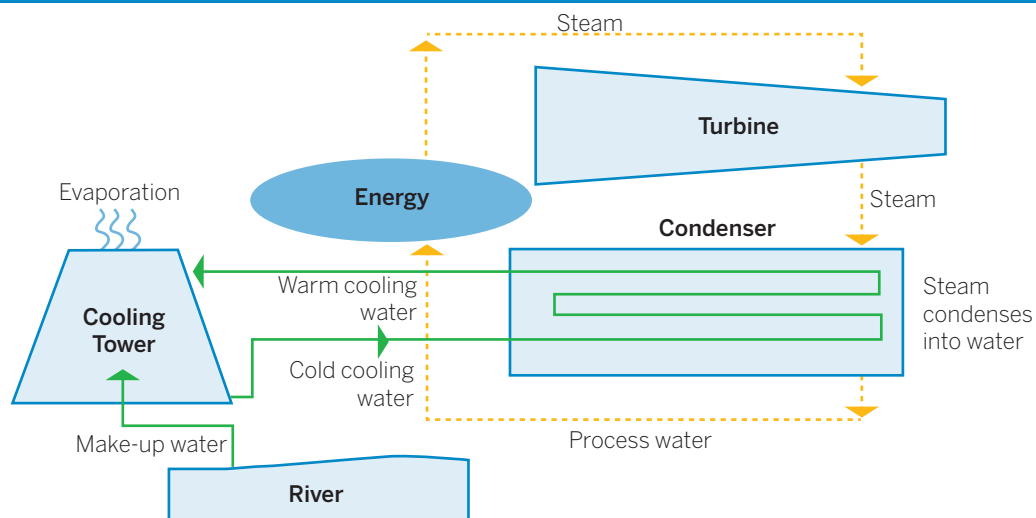 Steam
Turbine
Evaporation
Energy
Steam
Condenser
Warm cooling
water
Steam
condenses
into water
Cooling
Tower
Cold cooling
water
Process water
Make-up water
River